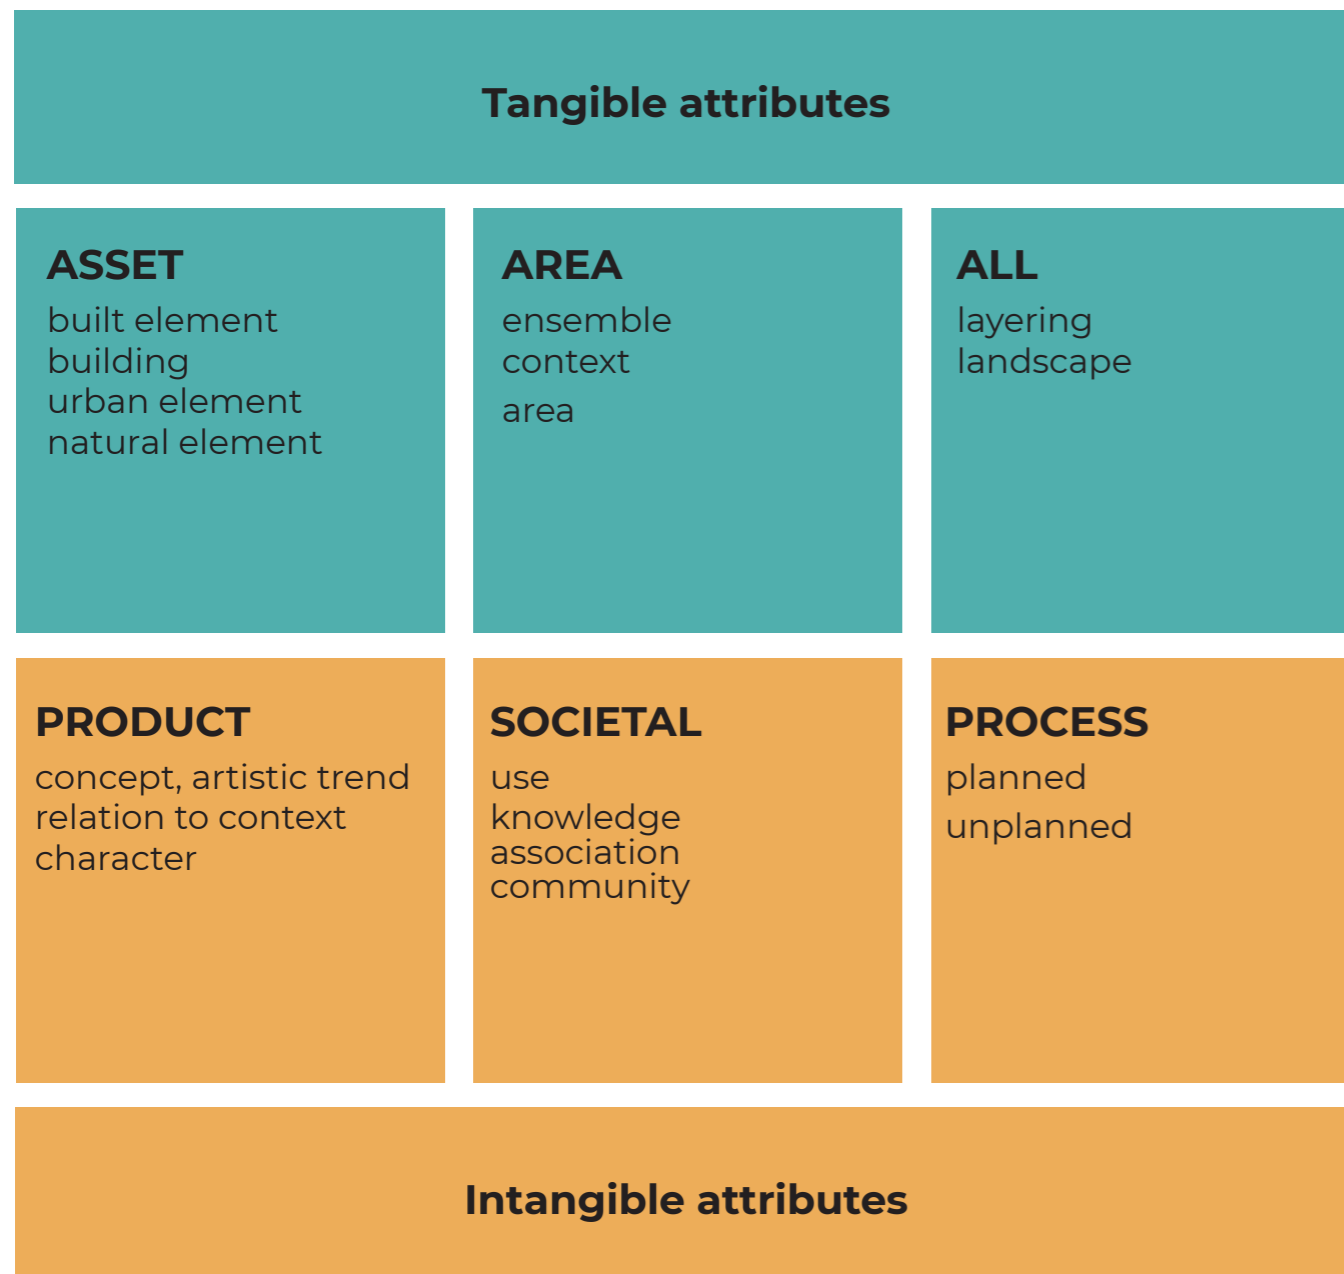 Tangible attributes
ASSET
built element
building
urban element
natural element
AREA
ensemble
context
area
ALL
layering
landscape
PRODUCT
concept, artistic trend
relation to context
character
SOCIETAL
use
knowledge
association
community
PROCESS
planned
unplanned
Intangible attributes